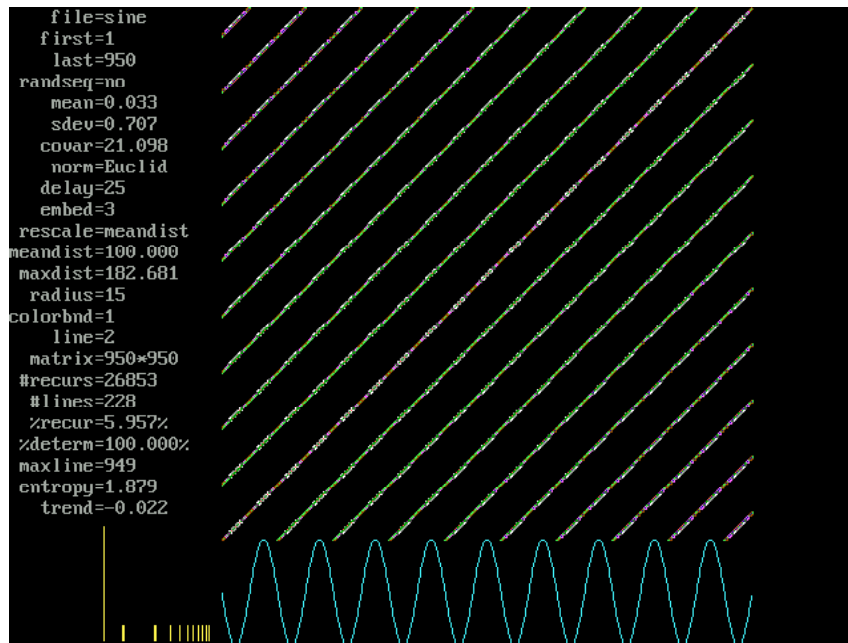 file=sine
first=1
last=950
randseq=no
mean=0.033
sdev=0.707
covar=21.098
norm=Euclid
delay=25
embed=3
rescale=meandist
meandist=100.000
maxdist=182.681
radius=15
colorbnd=1
line=2
matrix=950*950
#recurs=26853
#lines=228
%recur=5.957%
%determ=100.000%
maxline=949
entropy=1.879
trend=-0.022